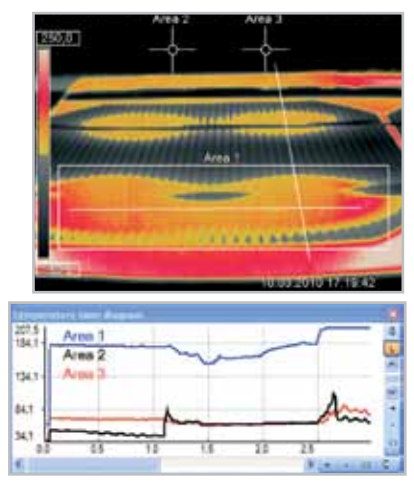 Area 2 Area 3
250,0
Area 1
10.03.2010 17:19:42
temperature time diagram
207.5
184.1
134.1
84.1
34.1
Area 1
Area 2
Area 3
0.0 0.5 1.0 1.5 2.0 2.5